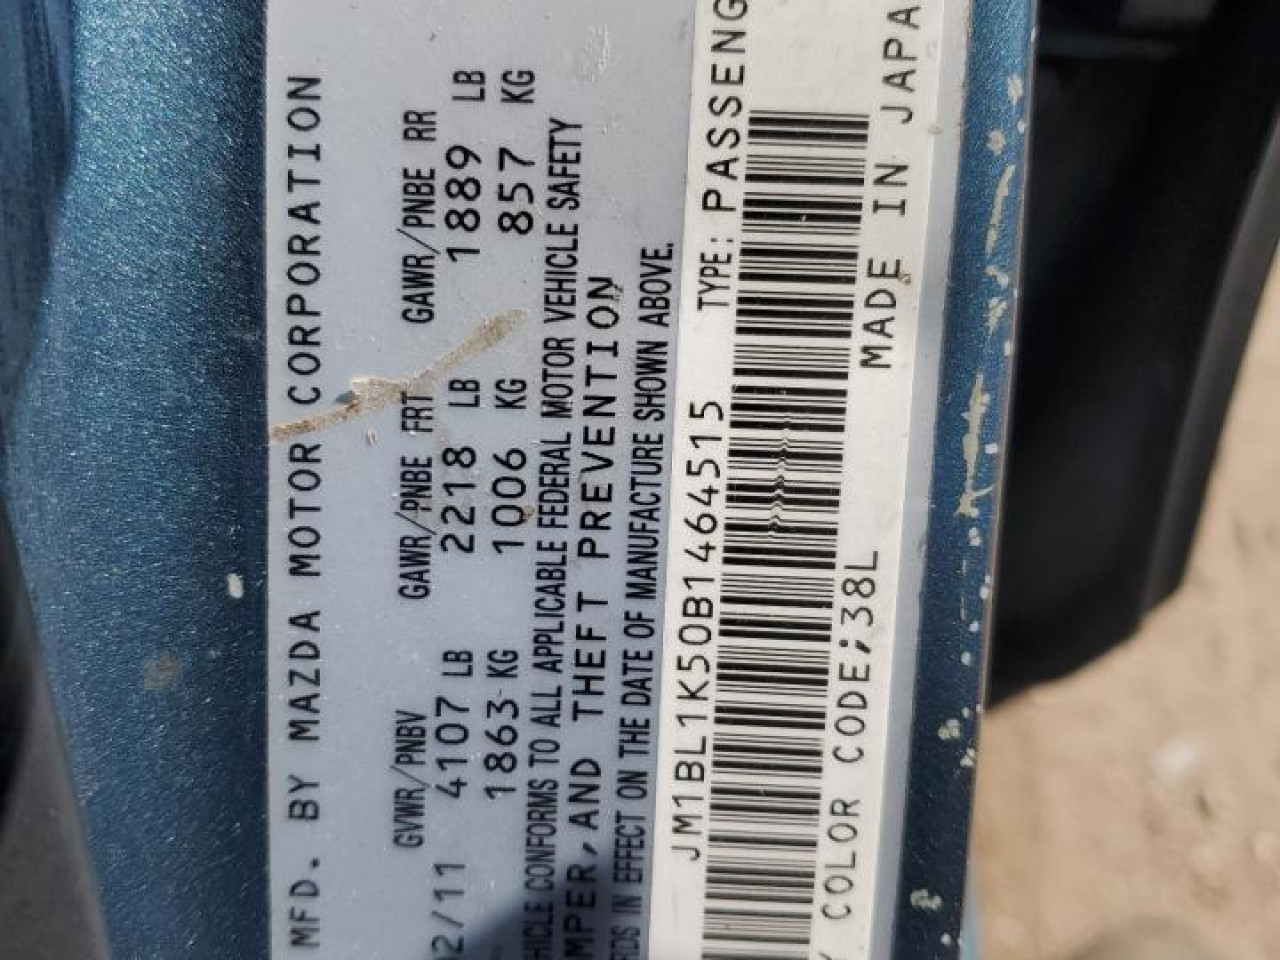 MFD. BY MAZDA MOTOR CORPORATION
GVWR/PNBV GAWR/PNBE FRT GAWR/PNBE RR
2/11 4107 LB 2218 LB 1889 LB
1863 KG 1006 KG 857 KG
HICLE CONFORMS TO ALL APPLICABLE FEDERAL MOTOR VEHICLE SAFETY
MPER, AND THEFT PREVENTION
RDS IN EFFECT ON THE DATE OF MANUFACTURE SHOWN ABOVE.
JM1BL1K50B1464515 TYPE: PASSENG
Y COLOR CODE;38L MADE IN JAPA